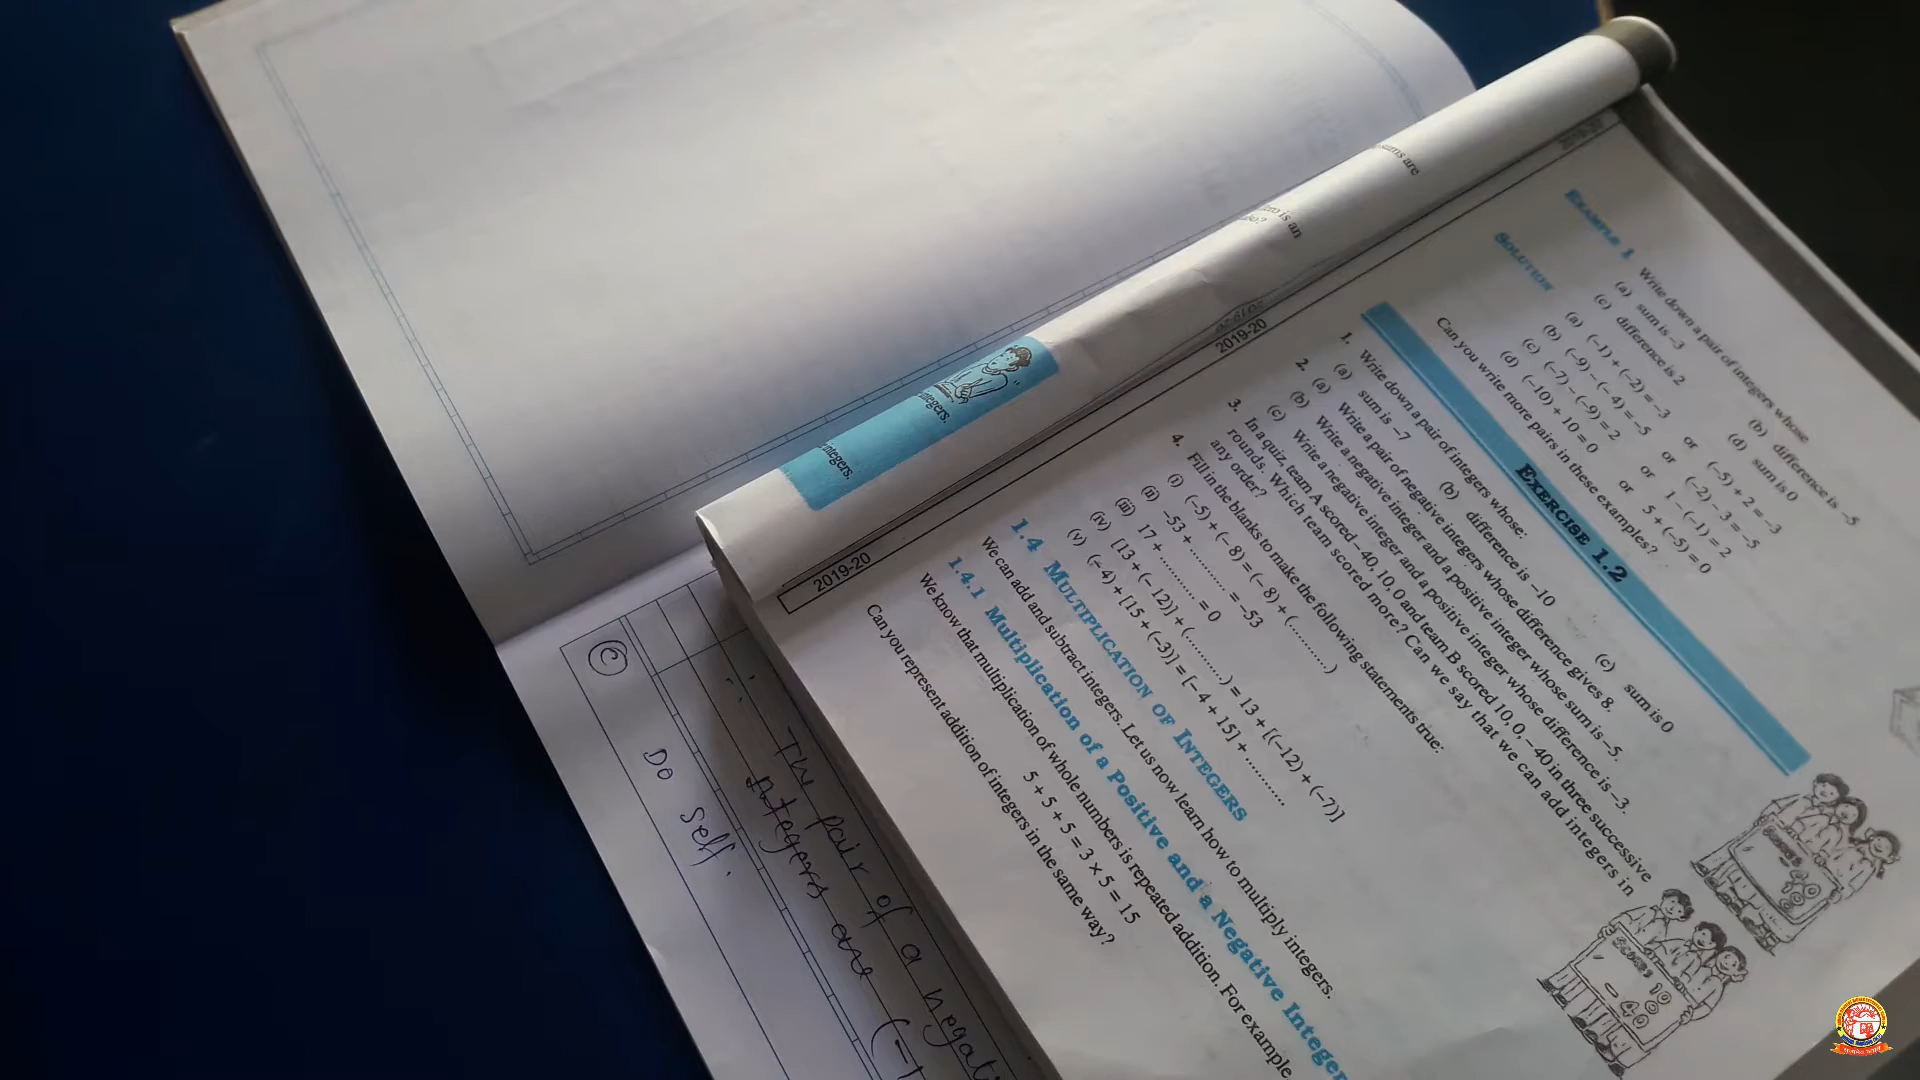 sums are
zero is an
integers.
integers.
2019-20
2019-20
EXAMPLE 1 Write down a pair of integers whose
(a) sum is –3 (b) difference is –5
(c) difference is 2 (d) sum is 0
SOLUTION (a) (–1) + (–2) = –3 or (–5) + 2 = –3
(b) (–9) – (– 4) = –5 or (–2) – 3 = –5
(c) (–7) – (–9) = 2 or 1 – (–1) = 2
(d) (–10) + 10 = 0 or 5 + (–5) = 0
Can you write more pairs in these examples?
EXERCISE 1.2
1. Write down a pair of integers whose:
(a) sum is –7 (b) difference is –10 (c) sum is 0
2. (a) Write a pair of negative integers whose difference gives 8.
(b) Write a negative integer and a positive integer whose sum is –5.
(c) Write a negative integer and a positive integer whose difference is –3.
3. In a quiz, team A scored – 40, 10, 0 and team B scored 10, 0, – 40 in three successive
rounds. Which team scored more? Can we say that we can add integers in
any order?
4. Fill in the blanks to make the following statements true:
(i) (–5) + (– 8) = (– 8) + (............)
(ii) –53 + ............ = –53
(iii) 17 + ............ = 0
(iv) [13 + (– 12)] + (............) = 13 + [(–12) + (–7)]
(v) (– 4) + [15 + (–3)] = [– 4 + 15] + ............
1.4 MULTIPLICATION OF INTEGERS
We can add and subtract integers. Let us now learn how to multiply integers.
1.4.1 Multiplication of a Positive and a Negative Integer
We know that multiplication of whole numbers is repeated addition. For example
5 + 5 + 5 = 3 × 5 = 15
Can you represent addition of integers in the same way?
∴ The pair of a negati
integers are (–1
(C) Do self.